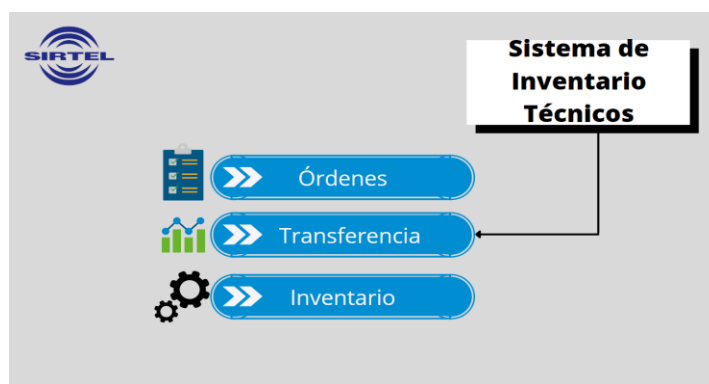 SIRTEL
Sistema de
Inventario
Técnicos
Órdenes
Transferencia
Inventario